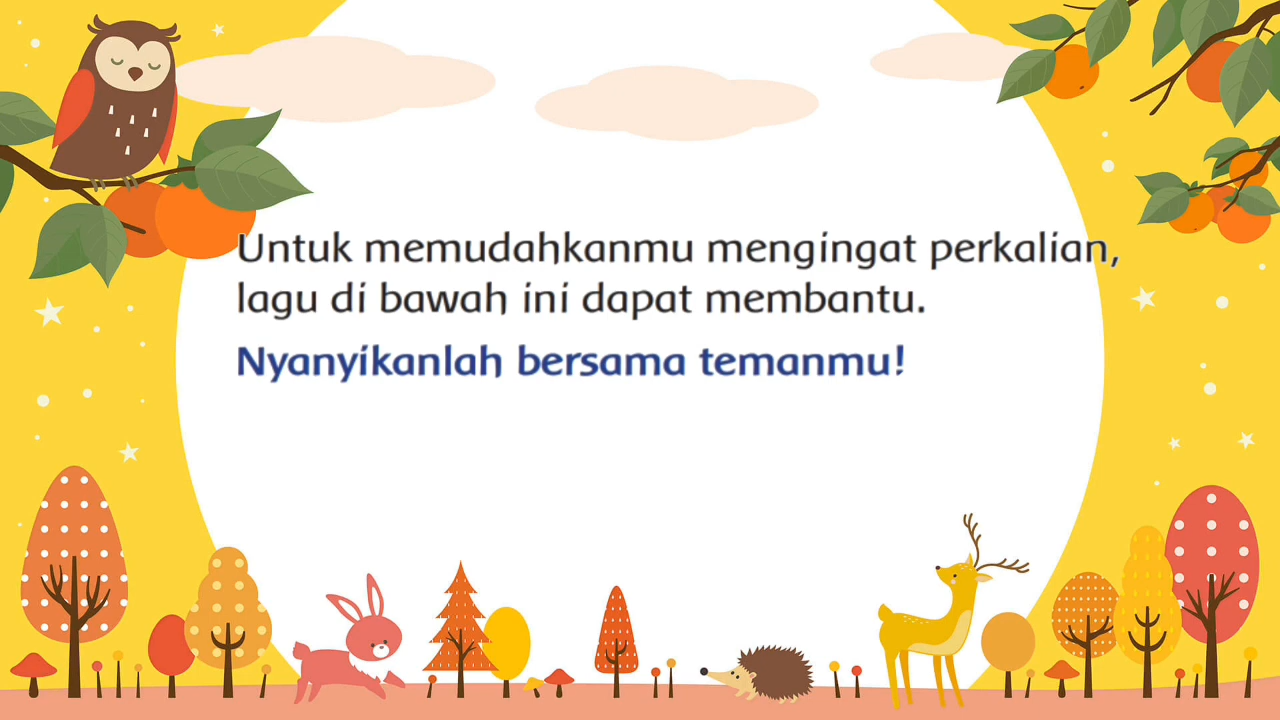 Untuk memudahkanmu mengingat perkalian,
lagu di bawah ini dapat membantu.
Nyanyikanlah bersama temanmu!